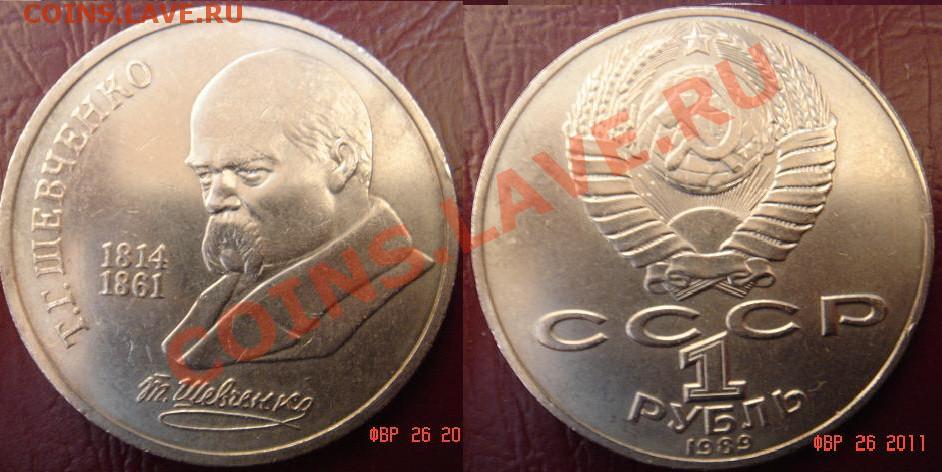 COINS.LAVE.RU
Т.Г.ШЕВЧЕНКО
1814
1861
Т. Шевченко
ФВР 26 20
COINS.LAVE.RU
СССР
1
РУБЛЬ
1989
ФВР 26 2011